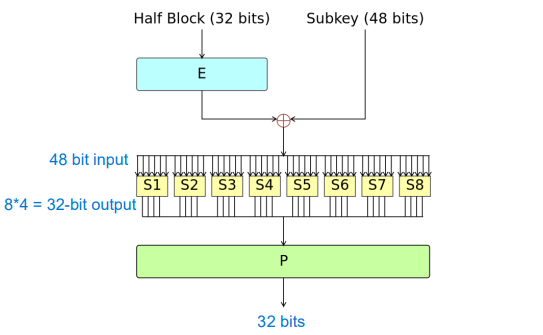 Half Block (32 bits)
Subkey (48 bits)
E
48 bit input
S1 S2 S3 S4 S5 S6 S7 S8
8*4 = 32-bit output
P
32 bits